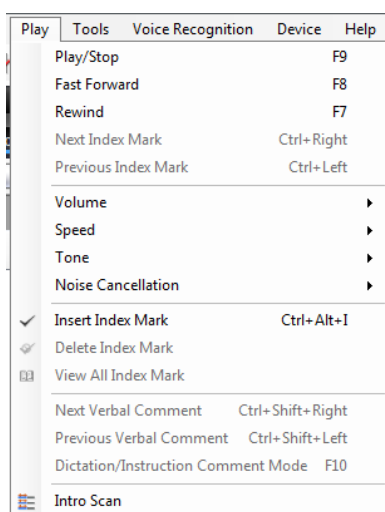 Play Tools Voice Recognition Device Help
Play/Stop F9
Fast Forward F8
Rewind F7
Next Index Mark Ctrl+Right
Previous Index Mark Ctrl+Left
Volume
Speed
Tone
Noise Cancellation
Insert Index Mark Ctrl+Alt+I
Delete Index Mark
View All Index Mark
Next Verbal Comment Ctrl+Shift+Right
Previous Verbal Comment Ctrl+Shift+Left
Dictation/Instruction Comment Mode F10
Intro Scan